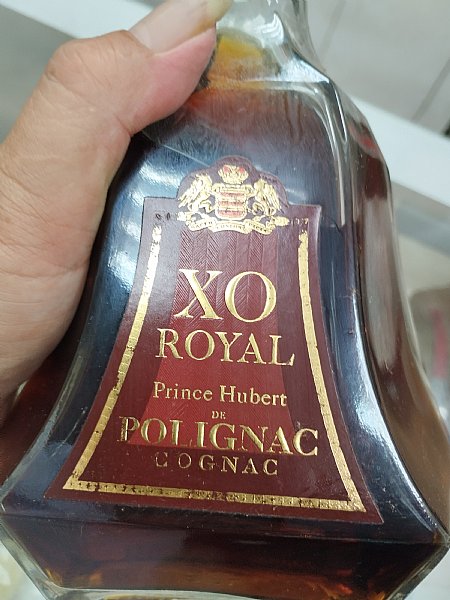 XO
ROYAL
Prince Hubert
DE
POLIGNAC
COGNAC